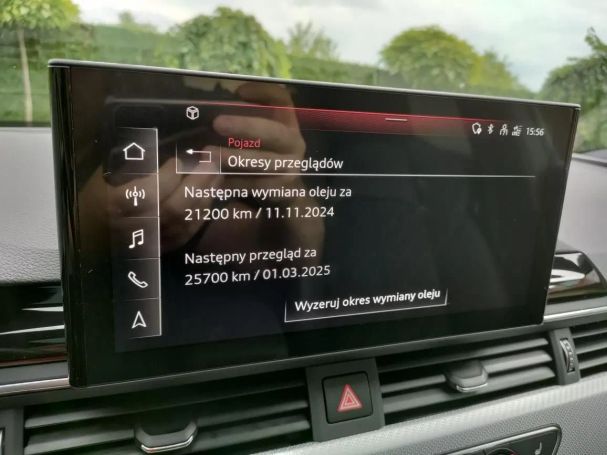 15:56
Pojazd
Okresy przeglądów
Następna wymiana oleju za
21200 km / 11.11.2024
Następny przegląd za
25700 km / 01.03.2025
Wyzeruj okres wymiany oleju